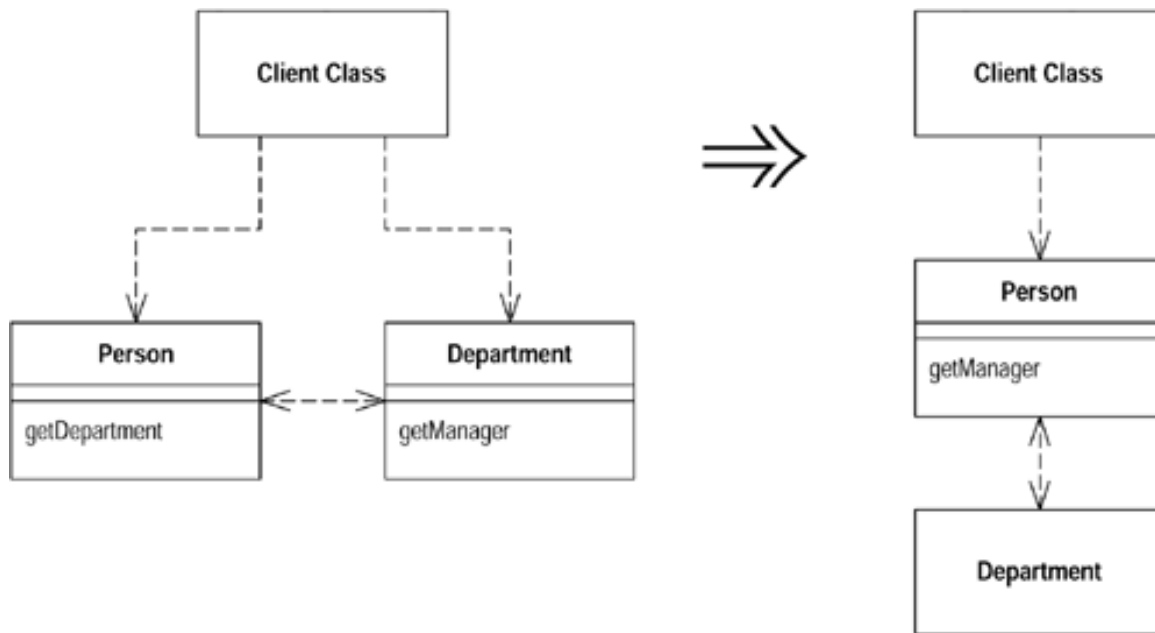 Client Class
Person
getDepartment
Department
getManager
Client Class
Person
getManager
Department